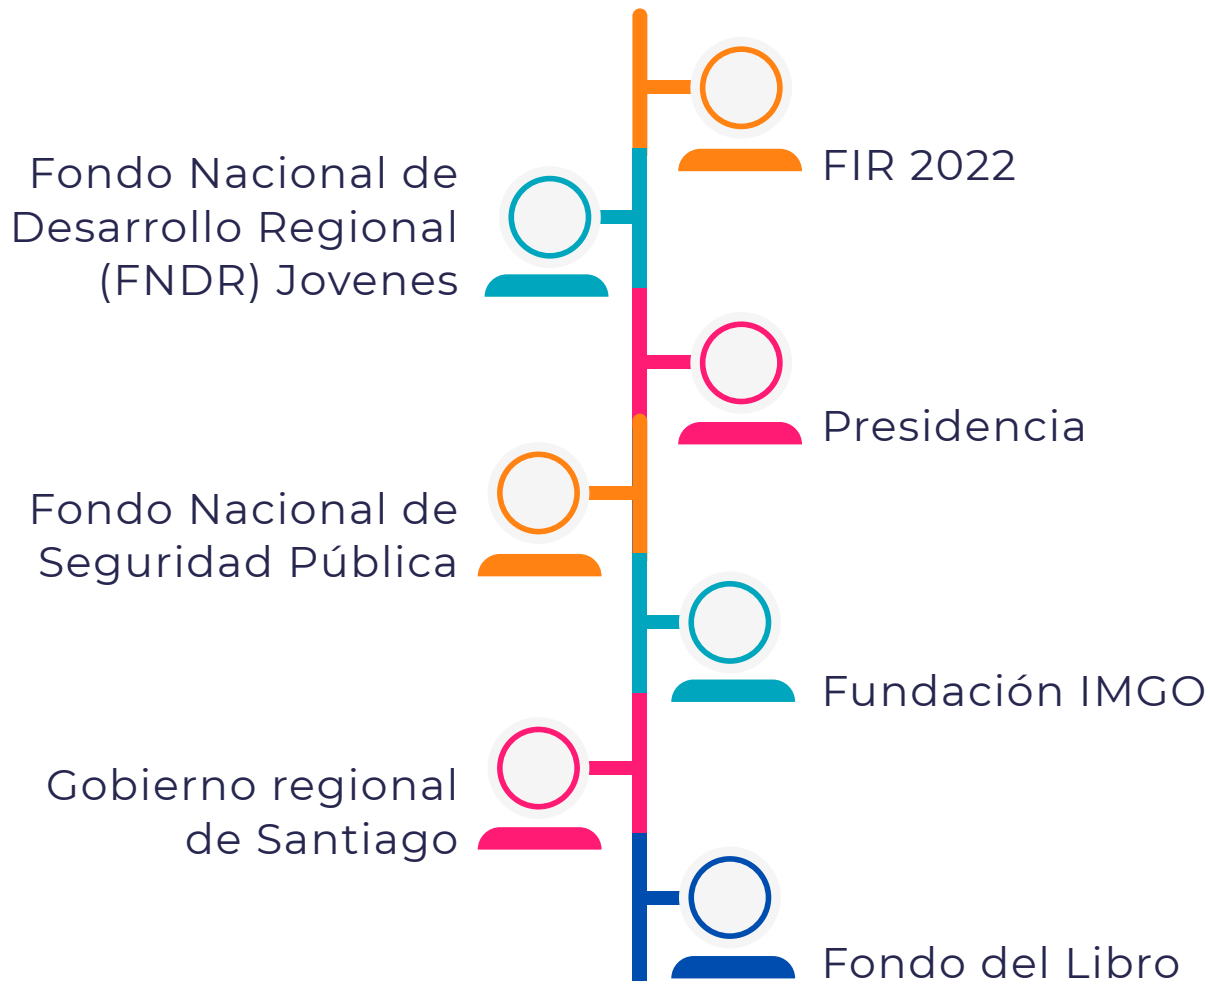 FIR 2022
Fondo Nacional de
Desarrollo Regional
(FNDR) Jovenes
Presidencia
Fondo Nacional de
Seguridad Pública
Fundación IMGO
Gobierno regional
de Santiago
Fondo del Libro